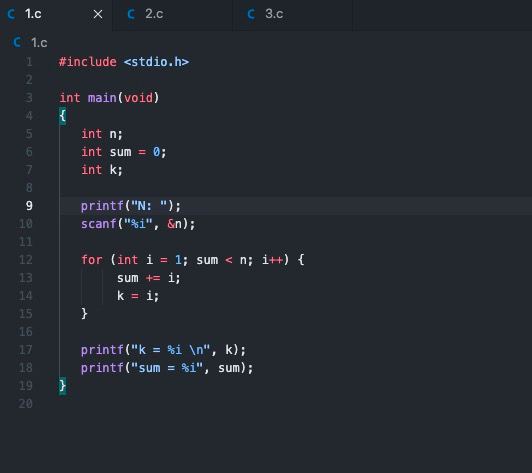 C 1.c × C 2.c C 3.c
C 1.c
1 #include <stdio.h>
2
3 int main(void)
4 {
5 int n;
6 int sum = 0;
7 int k;
8
9 printf("N: ");
10 scanf("%i", &n);
11
12 for (int i = 1; sum < n; i++) {
13 sum += i;
14 k = i;
15 }
16
17 printf("k = %i \n", k);
18 printf("sum = %i", sum);
19 }
20